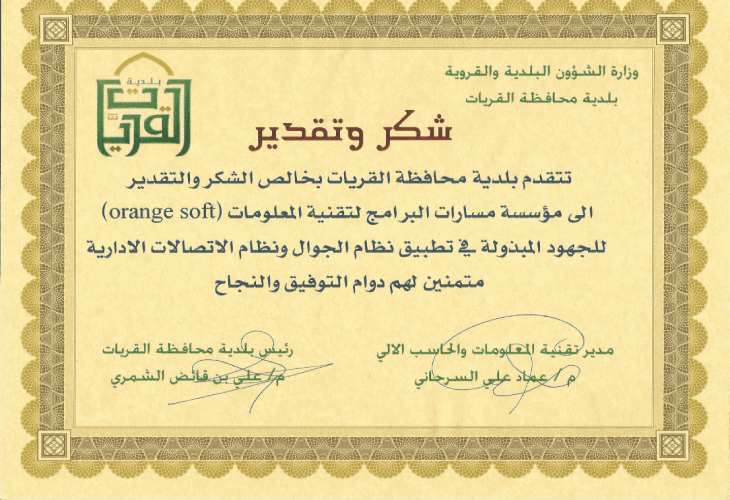 وزارة الشؤون البلدية والقروية
بلدية محافظة القريات
بلدية
القريات
شكر وتقدير
تتقدم بلدية محافظة القريات بخالص الشكر والتقدير
الى مؤسسة مسارات البرامج لتقنية المعلومات (orange soft)
للجهود المبذولة في تطبيق نظام الجوال ونظام الاتصالات الادارية
متمنين لهم دوام التوفيق والنجاح
مدير تقنية المعلومات والحاسب الالي
م / عماد علي السرحاني
رئيس بلدية محافظة القريات
م/ علي بن قائض الشمري